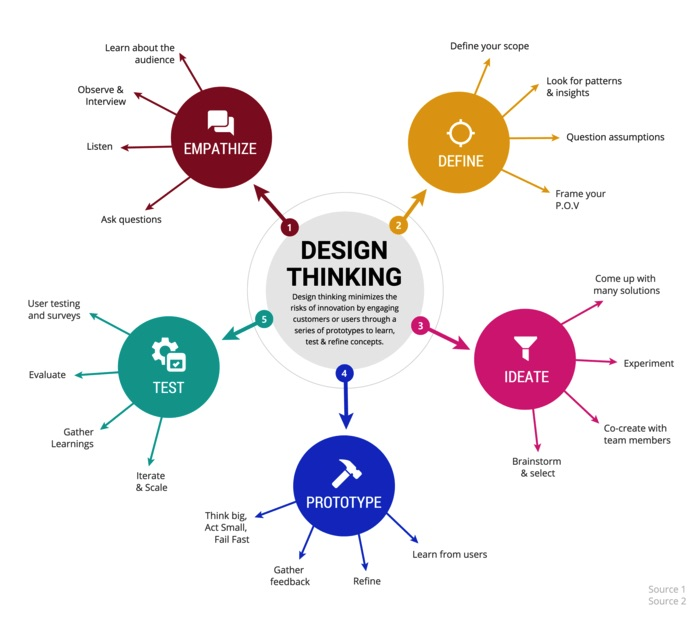 DESIGN
THINKING
Design thinking minimizes the
risks of innovation by engaging
customers or users through a
series of prototypes to learn,
test & refine concepts.
1
EMPATHIZE
Learn about the
audience
Observe &
Interview
Listen
Ask questions
2
DEFINE
Define your scope
Look for patterns
& insights
Question assumptions
Frame your
P.O.V
3
IDEATE
Come up with
many solutions
Experiment
Co-create with
team members
Brainstorm
& select
4
PROTOTYPE
Learn from users
Refine
Gather
feedback
Think big,
Act Small,
Fail Fast
5
TEST
User testing
and surveys
Evaluate
Gather
Learnings
Iterate
& Scale
Source 1
Source 2